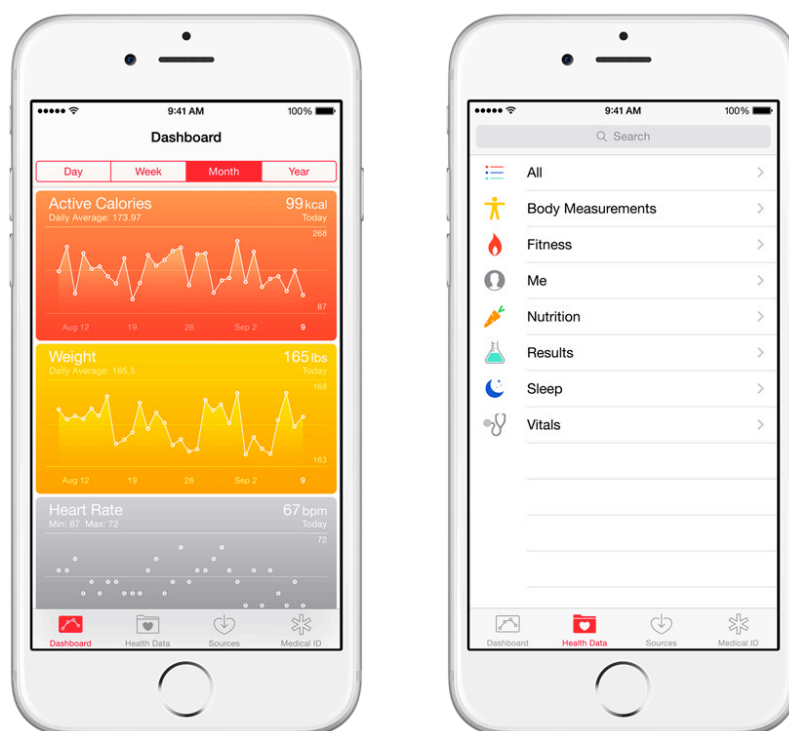 9:41 AM 100%
Dashboard
Day Week Month Year
Active Calories 99 kcal
Daily Average: 173.97 Today
268
87
Aug 12 19 26 Sep 2 9
Weight 165 lbs
Daily Average: 165.5 Today
168
163
Aug 12 19 26 Sep 2 9
Heart Rate 67 bpm
Min: 67 Max: 72 Today
72
Dashboard Health Data Sources Medical ID
9:41 AM 100%
Search
All
Body Measurements
Fitness
Me
Nutrition
Results
Sleep
Vitals
Dashboard Health Data Sources Medical ID